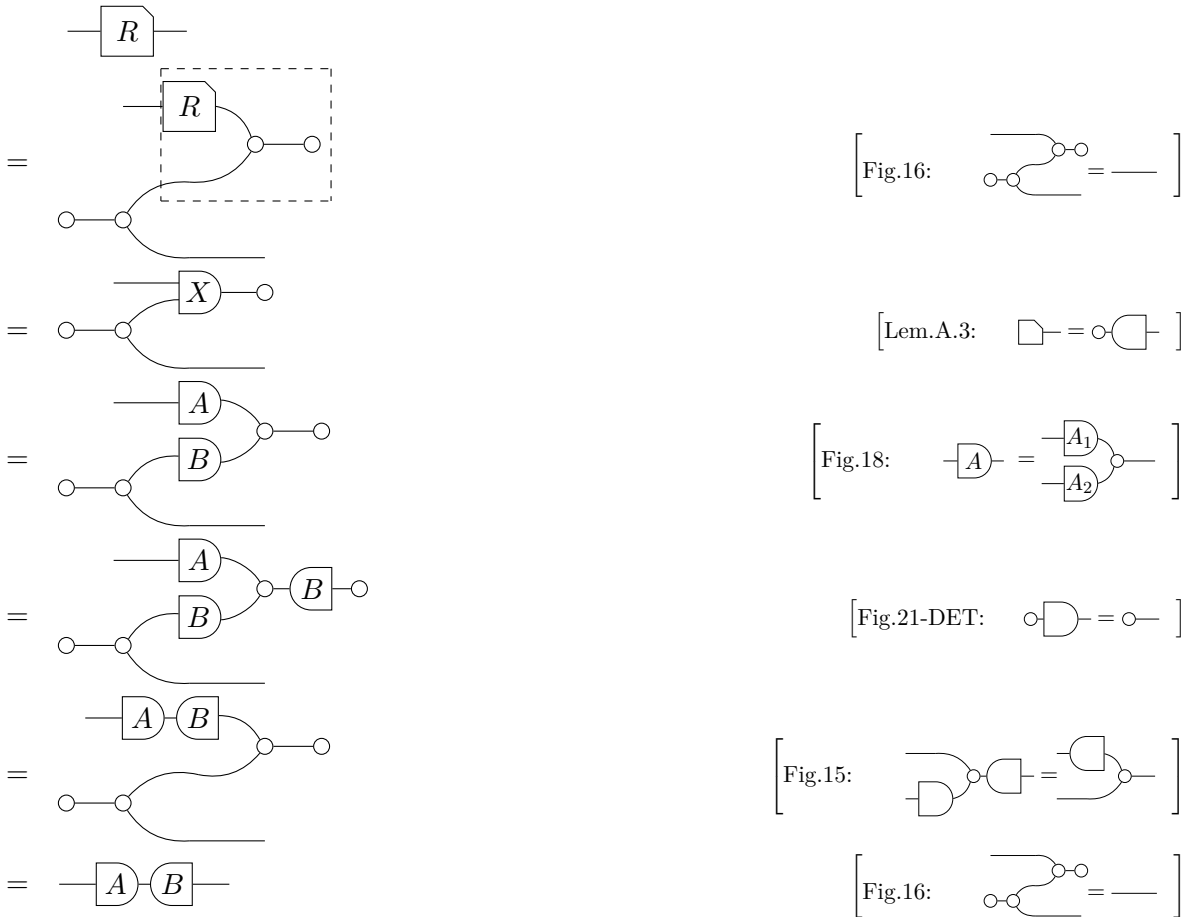 R
R
= [Fig.16: = ]
X
= [Lem.A.3: = ]
A
= B [Fig.18: A = A₁ A₂ ]
A
B
= B [Fig.21-DET: = ]
A B
= [Fig.15: = ]
= A B [Fig.16: = ]